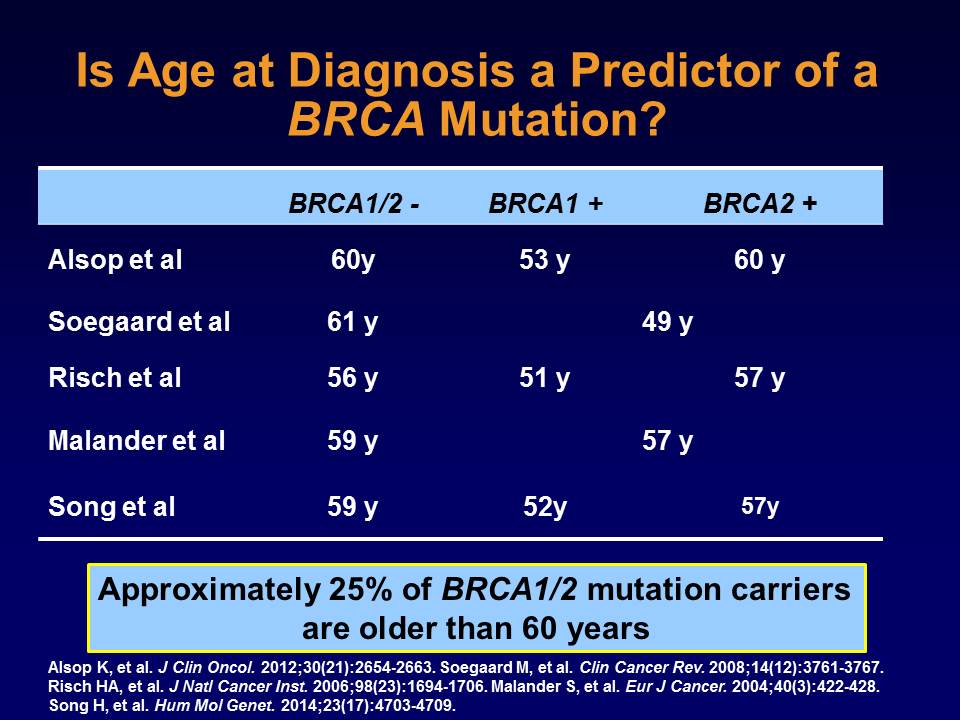 Is Age at Diagnosis a Predictor of a
BRCA Mutation?
BRCA1/2 - BRCA1 + BRCA2 +
Alsop et al 60y 53 y 60 y
Soegaard et al 61 y 49 y
Risch et al 56 y 51 y 57 y
Malander et al 59 y 57 y
Song et al 59 y 52y 57y
Approximately 25% of BRCA1/2 mutation carriers
are older than 60 years
Alsop K, et al. J Clin Oncol. 2012;30(21):2654-2663. Soegaard M, et al. Clin Cancer Rev. 2008;14(12):3761-3767.
Risch HA, et al. J Natl Cancer Inst. 2006;98(23):1694-1706. Malander S, et al. Eur J Cancer. 2004;40(3):422-428.
Song H, et al. Hum Mol Genet. 2014;23(17):4703-4709.